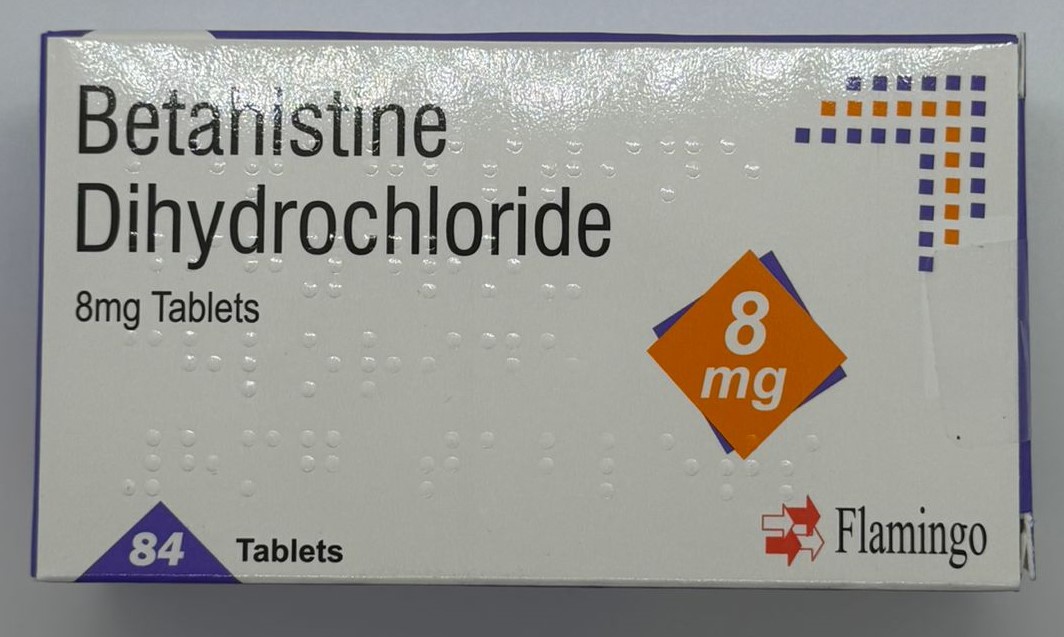 Betahistine
Dihydrochloride
8mg Tablets
8
mg
84 Tablets
Flamingo